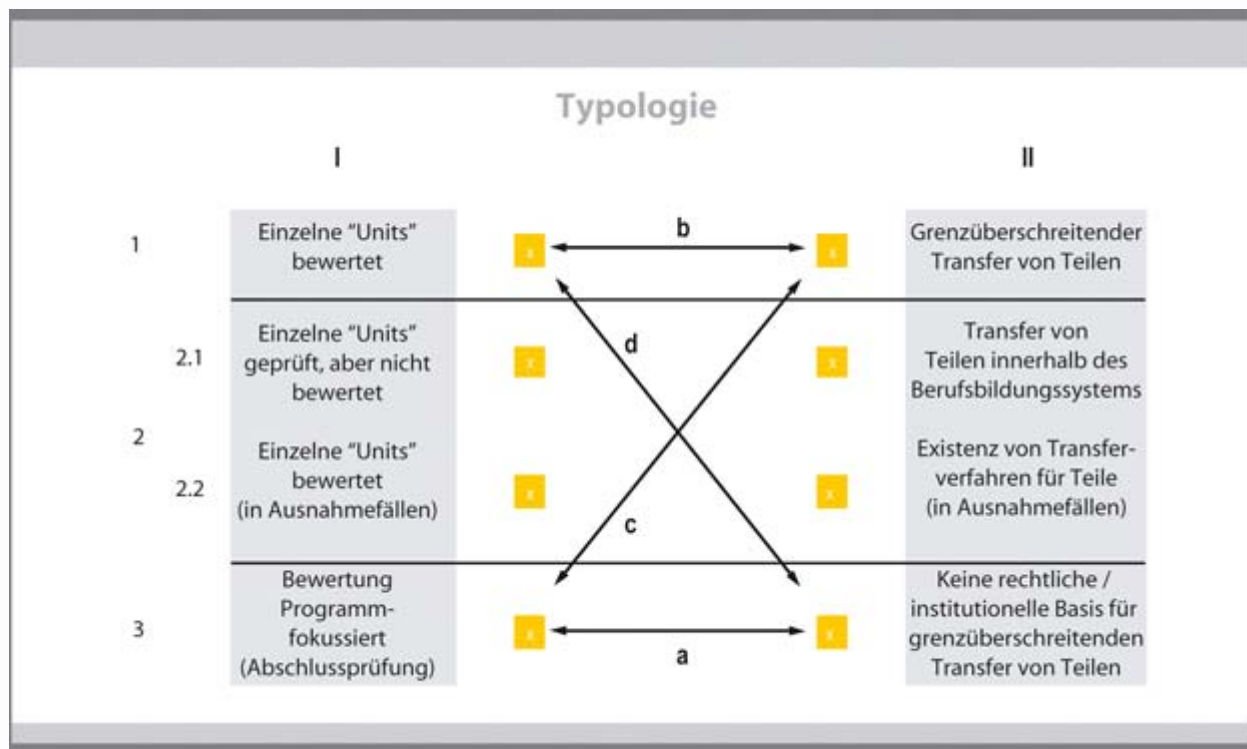 Typologie
I
II
1
Einzelne "Units"
bewertet
x
b
x
Grenzüberschreitender
Transfer von Teilen
2.1
Einzelne "Units"
geprüft, aber nicht
bewertet
x
d
x
Transfer von
Teilen innerhalb des
Berufsbildungssystems
2
2.2
Einzelne "Units"
bewertet
(in Ausnahmefällen)
x
c
x
Existenz von Transfer-
verfahren für Teile
(in Ausnahmefällen)
3
Bewertung
Programm-
fokussiert
(Abschlussprüfung)
x
a
x
Keine rechtliche /
institutionelle Basis für
grenzüberschreitenden
Transfer von Teilen